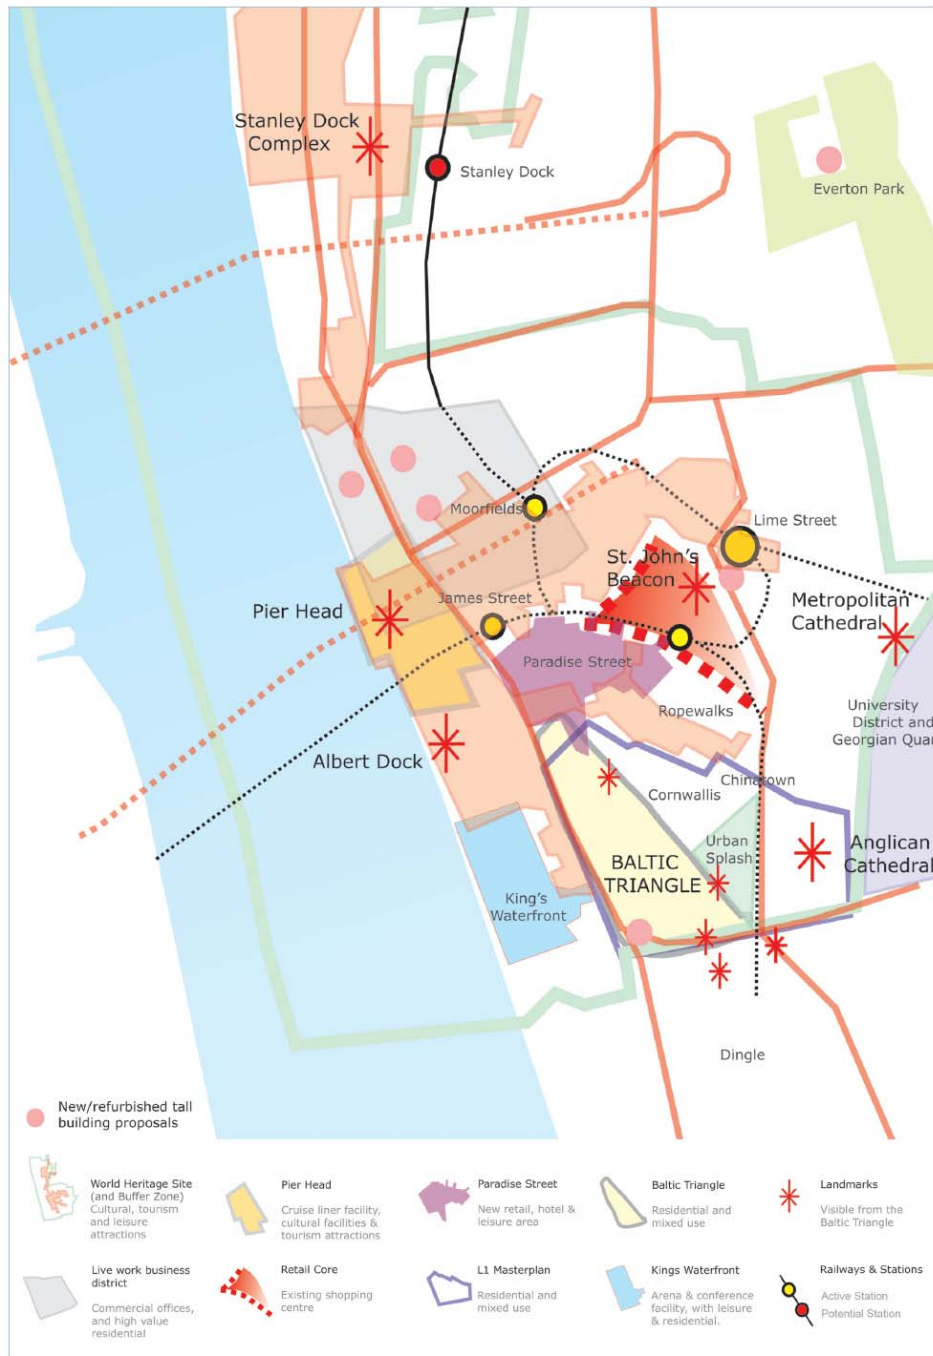 Stanley Dock
Complex
Stanley Dock
Everton Park
Moorfields
Lime Street
St. John's
Beacon
James Street
Pier Head
Metropolitan
Cathedral
Paradise Street
University
District and
Georgian Quar
Ropewalks
Albert Dock
Chinatown
Cornwallis
Urban
Splash
Anglican
Cathedral
BALTIC
TRIANGLE
King's
Waterfront
Dingle
New/refurbished tall
building proposals
World Heritage Site
(and Buffer Zone)
Cultural, tourism
and leisure
attractions
Pier Head
Cruise liner facility,
cultural facilities &
tourism attractions
Paradise Street
New retail, hotel &
leisure area
Baltic Triangle
Residential and
mixed use
Landmarks
Visible from the
Baltic Triangle
Live work business
district
Commercial offices,
and high value
residential
Retail Core
Existing shopping
centre
L1 Masterplan
Residential and
mixed use
Kings Waterfront
Arena & conference
facility, with leisure
& residential.
Railways & Stations
Active Station
Potential Station